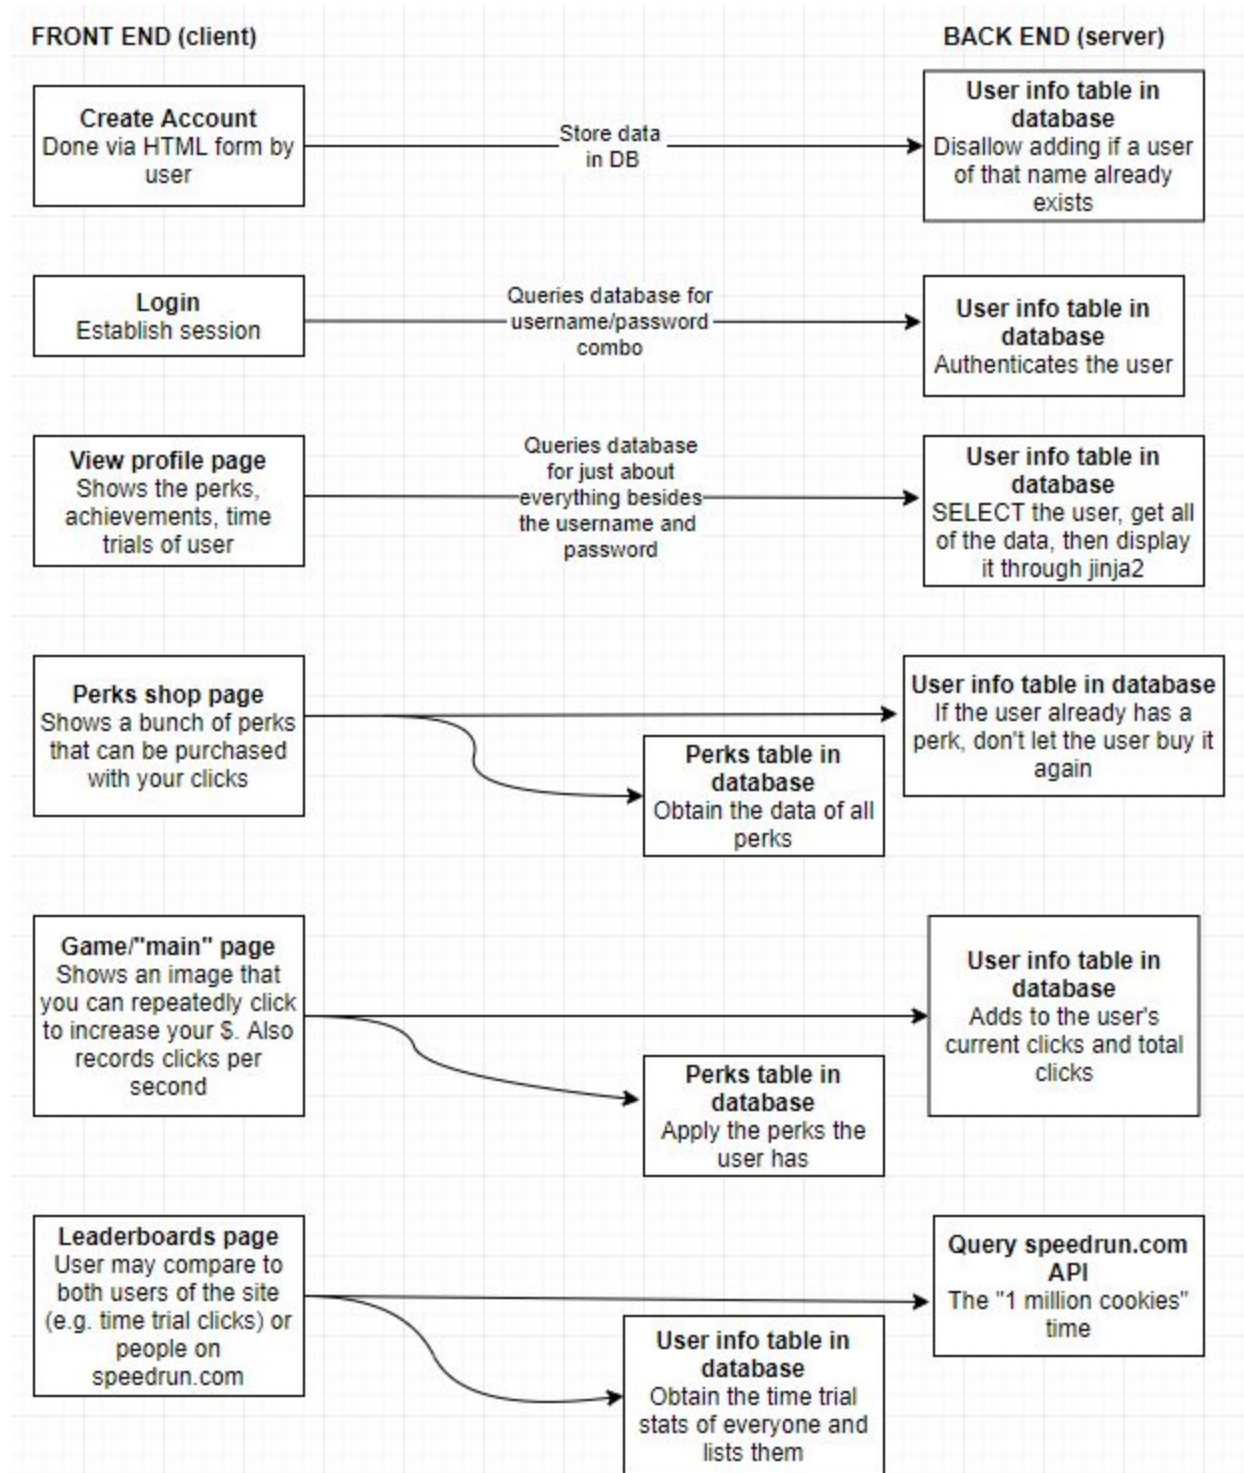 FRONT END (client)
BACK END (server)
Create Account
Done via HTML form by
user
Store data
in DB
User info table in
database
Disallow adding if a user
of that name already
exists
Login
Establish session
Queries database for
username/password
combo
User info table in
database
Authenticates the user
View profile page
Shows the perks,
achievements, time
trials of user
Queries database
for just about
everything besides
the username and
password
User info table in
database
SELECT the user, get all
of the data, then display
it through jinja2
Perks shop page
Shows a bunch of perks
that can be purchased
with your clicks
Perks table in
database
Obtain the data of all
perks
User info table in database
If the user already has a
perk, don't let the user buy it
again
Game/"main" page
Shows an image that
you can repeatedly click
to increase your $. Also
records clicks per
second
Perks table in
database
Apply the perks the
user has
User info table in
database
Adds to the user's
current clicks and total
clicks
Leaderboards page
User may compare to
both users of the site
(e.g. time trial clicks) or
people on
speedrun.com
User info table in
database
Obtain the time trial
stats of everyone and
lists them
Query speedrun.com
API
The "1 million cookies"
time